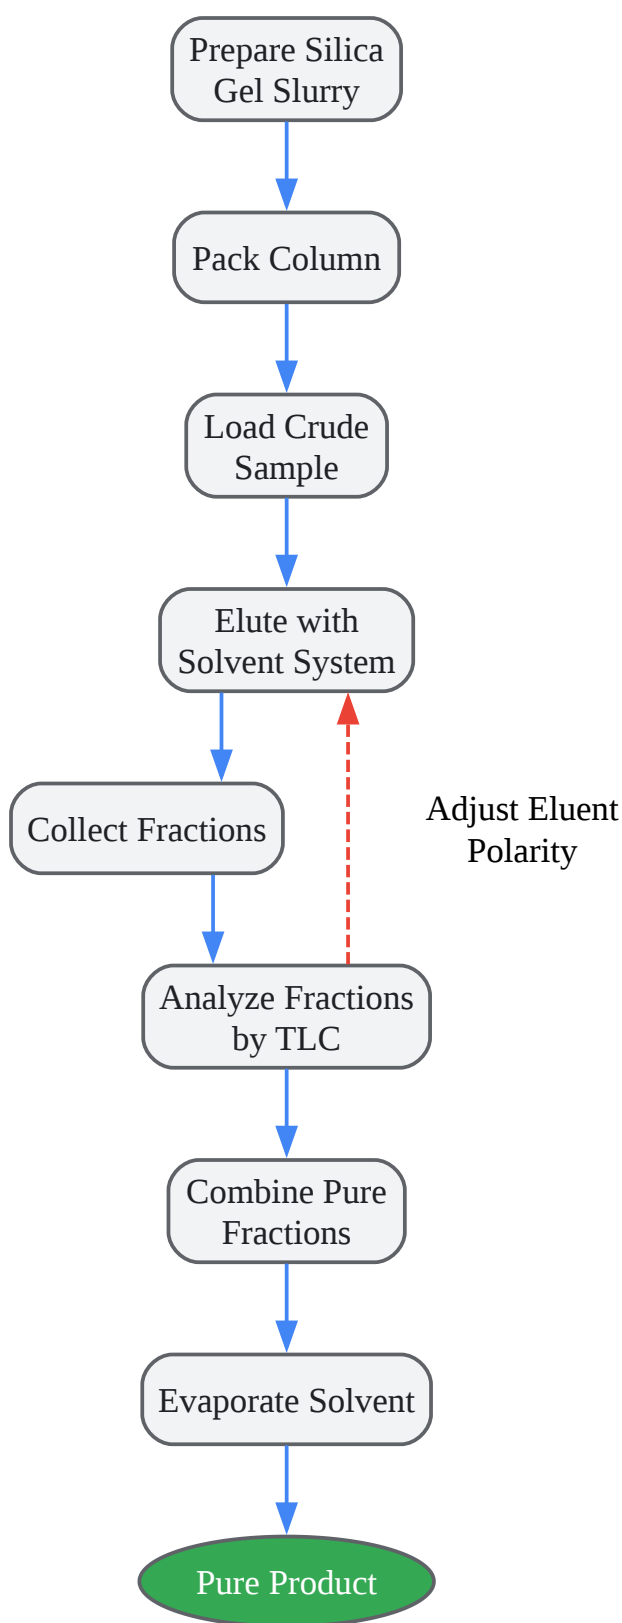 Prepare Silica
Gel Slurry
Pack Column
Load Crude
Sample
Elute with
Solvent System
Collect Fractions
Adjust Eluent
Polarity
Analyze Fractions
by TLC
Combine Pure
Fractions
Evaporate Solvent
Pure Product